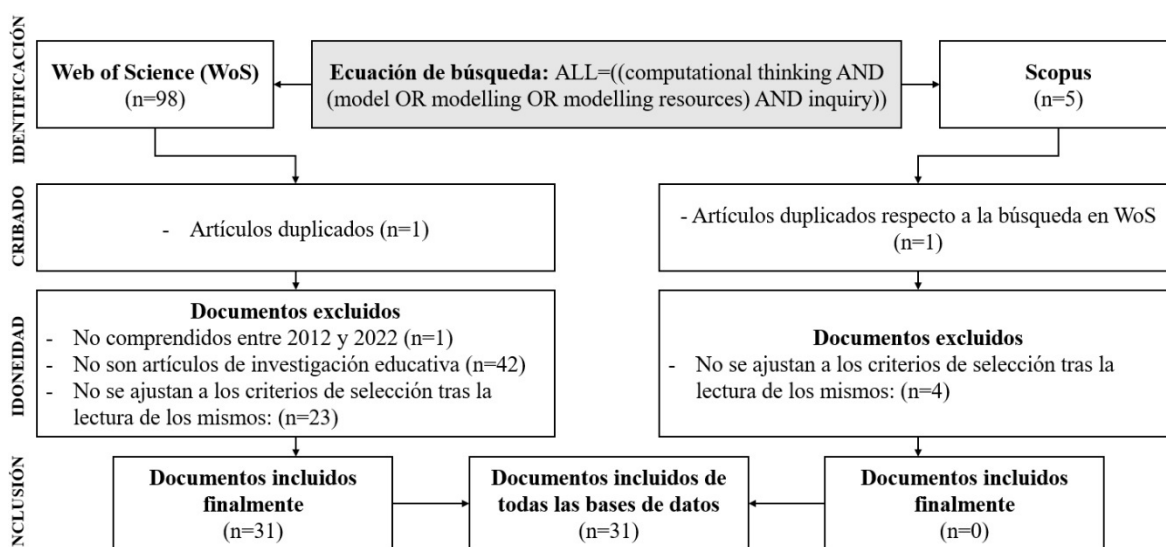 IDENTIFICACIÓN
Web of Science (WoS)
(n=98)
Ecuación de búsqueda: ALL=((computational thinking AND
(model OR modelling OR modelling resources) AND inquiry))
Scopus
(n=5)
CRIBADO
- Artículos duplicados (n=1)
- Artículos duplicados respecto a la búsqueda en WoS
(n=1)
IDONEIDAD
Documentos excluidos
- No comprendidos entre 2012 y 2022 (n=1)
- No son artículos de investigación educativa (n=42)
- No se ajustan a los criterios de selección tras la
lectura de los mismos: (n=23)
Documentos excluidos
- No se ajustan a los criterios de selección tras la
lectura de los mismos: (n=4)
NCLUSIÓN
Documentos incluidos
finalmente
(n=31)
Documentos incluidos de
todas las bases de datos
(n=31)
Documentos incluidos
finalmente
(n=0)